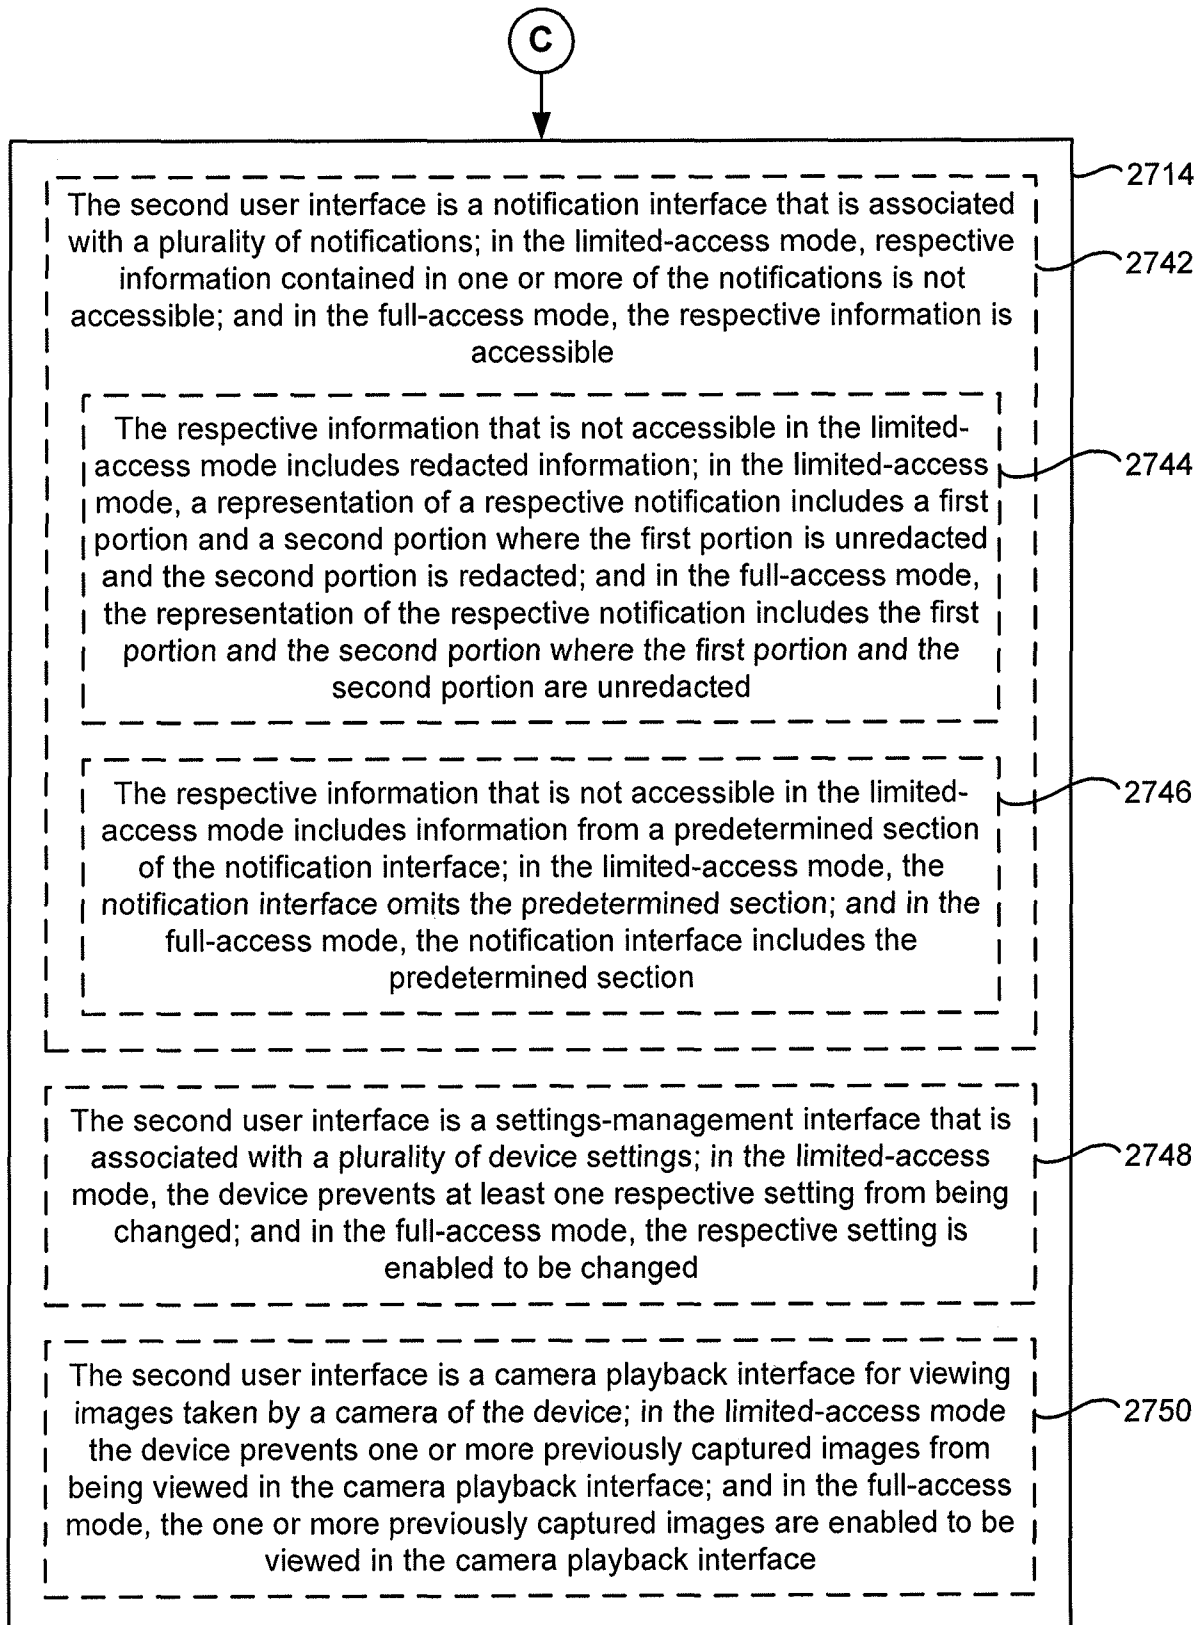 C
2714
The second user interface is a notification interface that is associated
with a plurality of notifications; in the limited-access mode, respective
information contained in one or more of the notifications is not
accessible; and in the full-access mode, the respective information is
accessible
2742
The respective information that is not accessible in the limited-
access mode includes redacted information; in the limited-access
mode, a representation of a respective notification includes a first
portion and a second portion where the first portion is unredacted
and the second portion is redacted; and in the full-access mode,
the representation of the respective notification includes the first
portion and the second portion where the first portion and the
second portion are unredacted
2744
The respective information that is not accessible in the limited-
access mode includes information from a predetermined section
of the notification interface; in the limited-access mode, the
notification interface omits the predetermined section; and in the
full-access mode, the notification interface includes the
predetermined section
2746
The second user interface is a settings-management interface that is
associated with a plurality of device settings; in the limited-access
mode, the device prevents at least one respective setting from being
changed; and in the full-access mode, the respective setting is
enabled to be changed
2748
The second user interface is a camera playback interface for viewing
images taken by a camera of the device; in the limited-access mode
the device prevents one or more previously captured images from
being viewed in the camera playback interface; and in the full-access
mode, the one or more previously captured images are enabled to be
viewed in the camera playback interface
2750